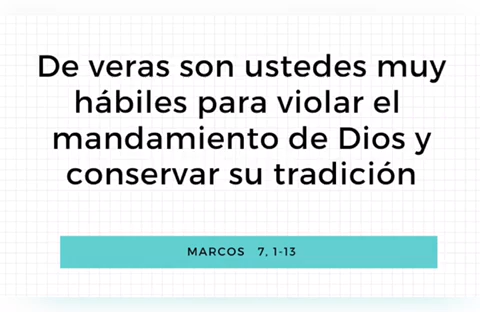 De veras son ustedes muy
hábiles para violar el
mandamiento de Dios y
conservar su tradición
MARCOS 7, 1-13